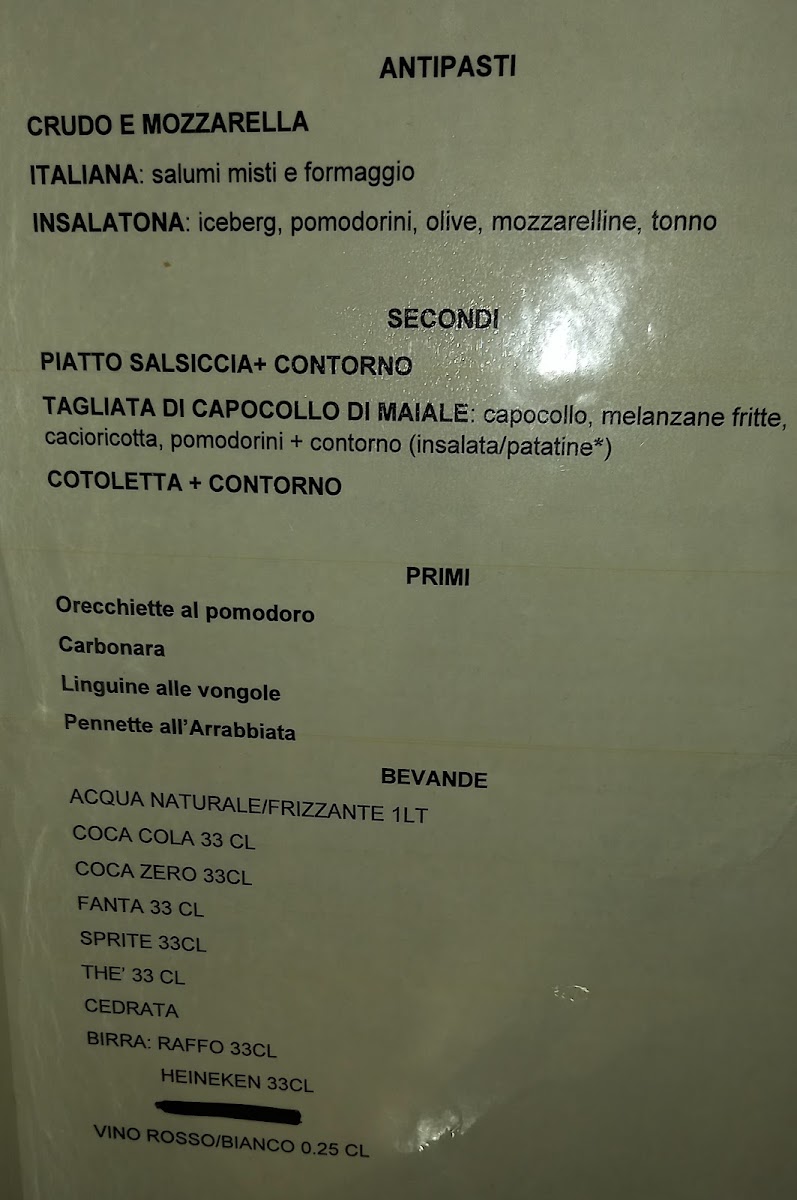 ANTIPASTI
CRUDO E MOZZARELLA
ITALIANA: salumi misti e formaggio
INSALATONA: iceberg, pomodorini, olive, mozzarelline, tonno
SECONDI
PIATTO SALSICCIA+ CONTORNO
TAGLIATA DI CAPOCOLLO DI MAIALE: capocollo, melanzane fritte,
cacioricotta, pomodorini + contorno (insalata/patatine*)
COTOLETTA + CONTORNO
PRIMI
Orecchiette al pomodoro
Carbonara
Linguine alle vongole
Pennette all'Arrabbiata
BEVANDE
ACQUA NATURALE/FRIZZANTE 1LT
COCA COLA 33 CL
COCA ZERO 33CL
FANTA 33 CL
SPRITE 33CL
THE' 33 CL
CEDRATA
BIRRA: RAFFO 33CL
HEINEKEN 33CL
VINO ROSSO/BIANCO 0.25 CL